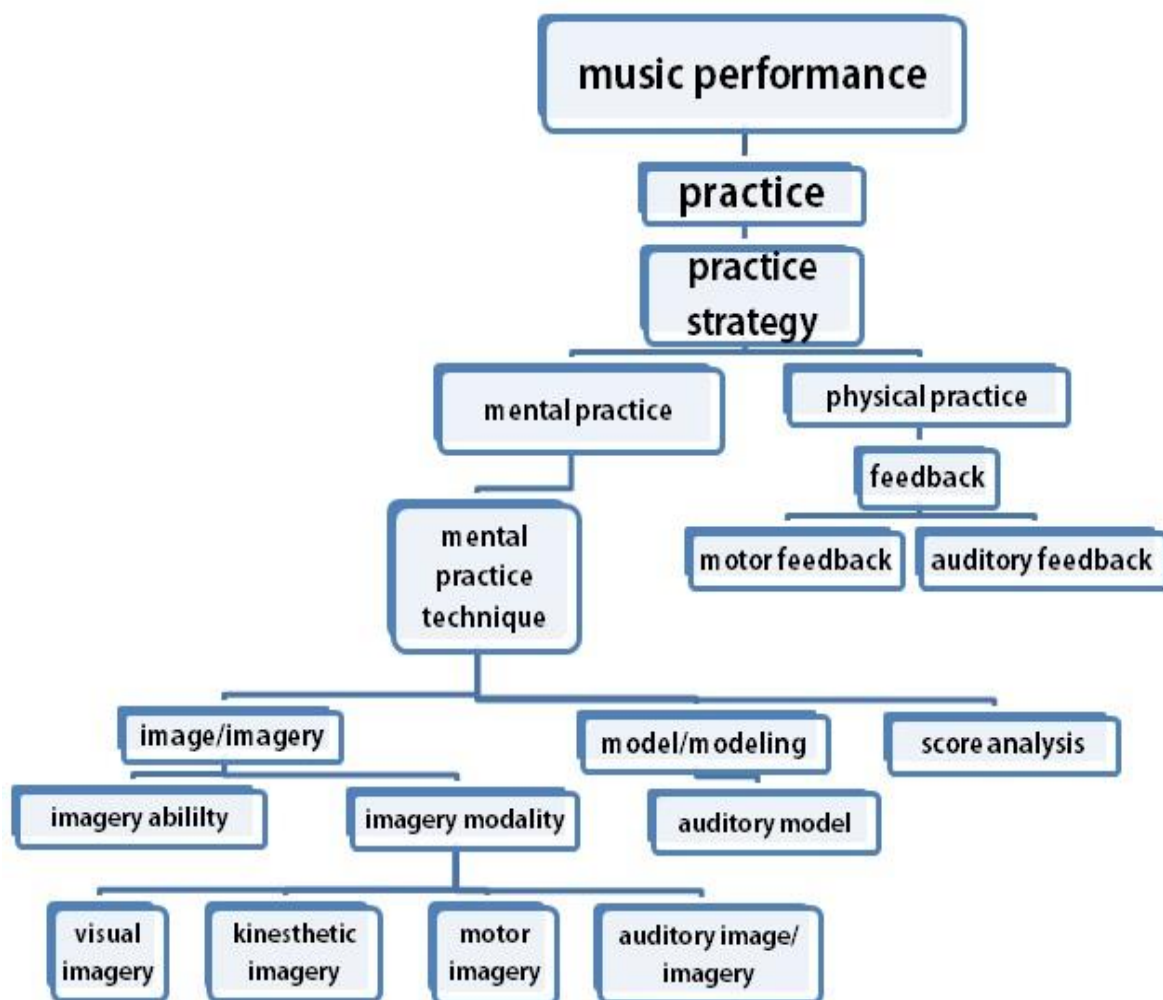 music performance
practice
practice
strategy
mental practice
physical practice
feedback
motor feedback
auditory feedback
mental
practice
technique
image/imagery
model/modeling
score analysis
imagery abililty
imagery modality
auditory model
visual
imagery
kinesthetic
imagery
motor
imagery
auditory image/
imagery